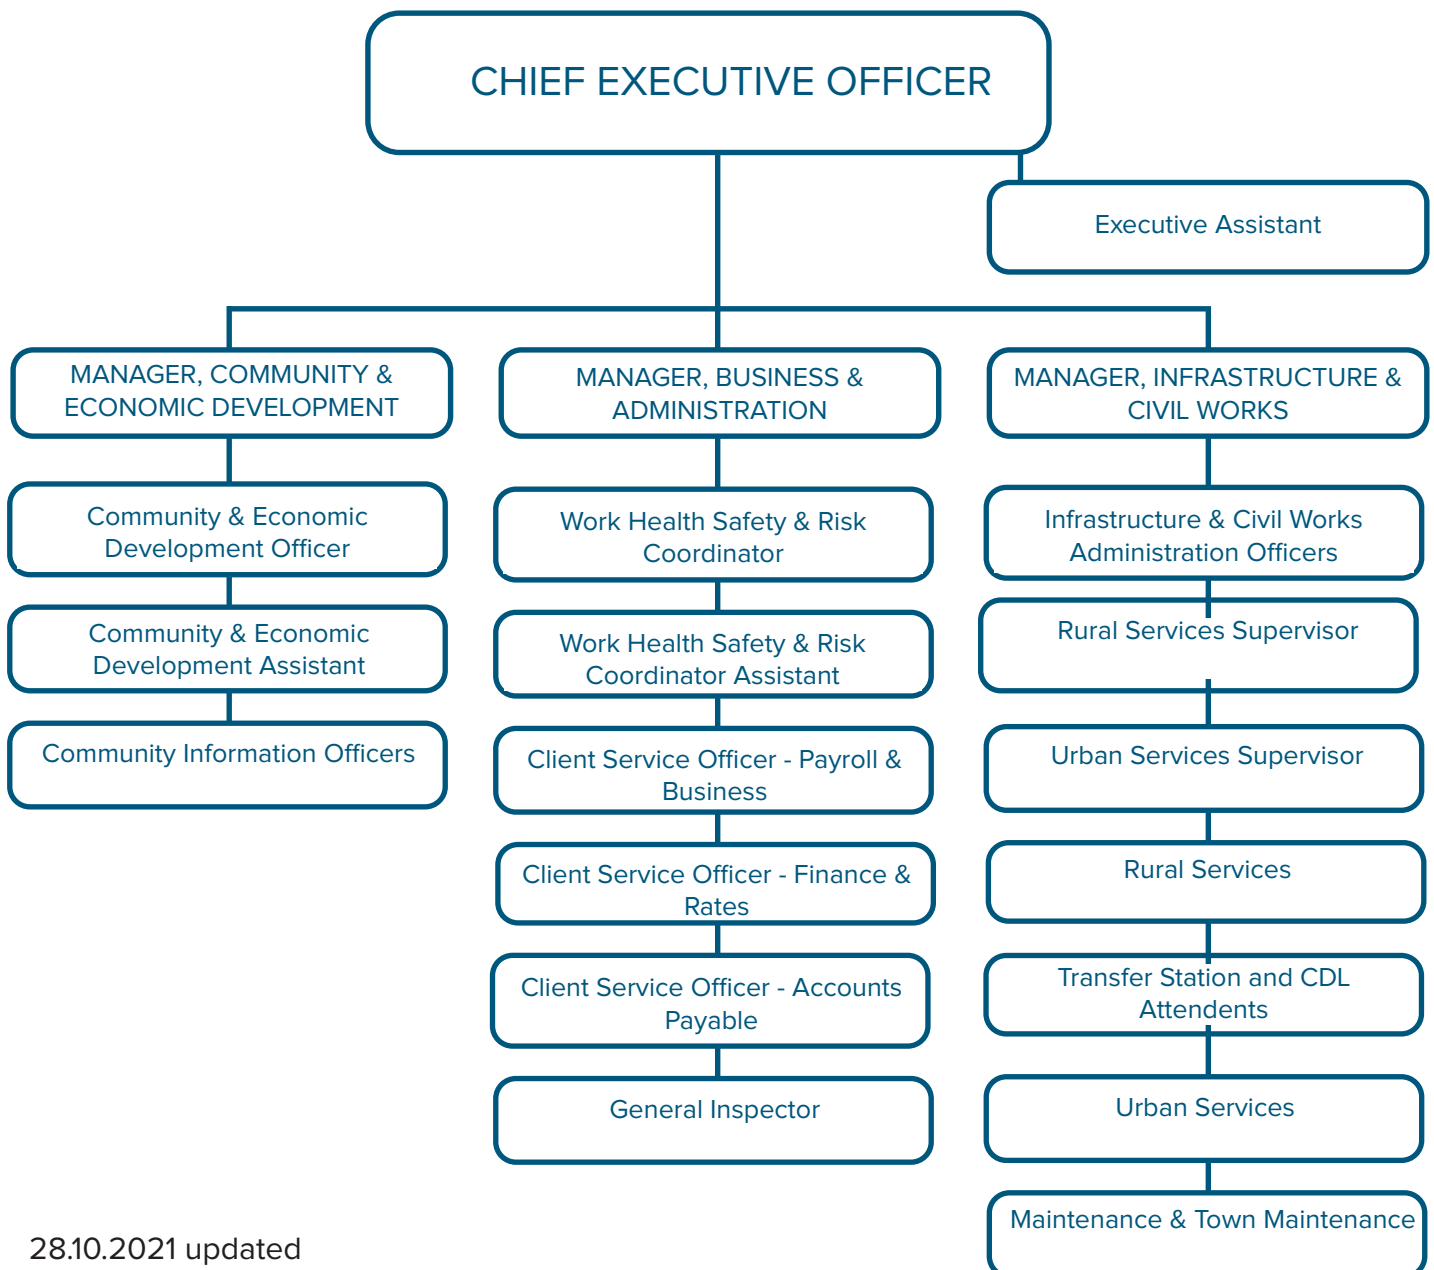 CHIEF EXECUTIVE OFFICER
Executive Assistant
MANAGER, COMMUNITY &
ECONOMIC DEVELOPMENT
Community & Economic
Development Officer
Community & Economic
Development Assistant
Community Information Officers
MANAGER, BUSINESS &
ADMINISTRATION
Work Health Safety & Risk
Coordinator
Work Health Safety & Risk
Coordinator Assistant
Client Service Officer - Payroll &
Business
Client Service Officer - Finance &
Rates
Client Service Officer - Accounts
Payable
General Inspector
MANAGER, INFRASTRUCTURE &
CIVIL WORKS
Infrastructure & Civil Works
Administration Officers
Rural Services Supervisor
Urban Services Supervisor
Rural Services
Transfer Station and CDL
Attendents
Urban Services
Maintenance & Town Maintenance
28.10.2021 updated